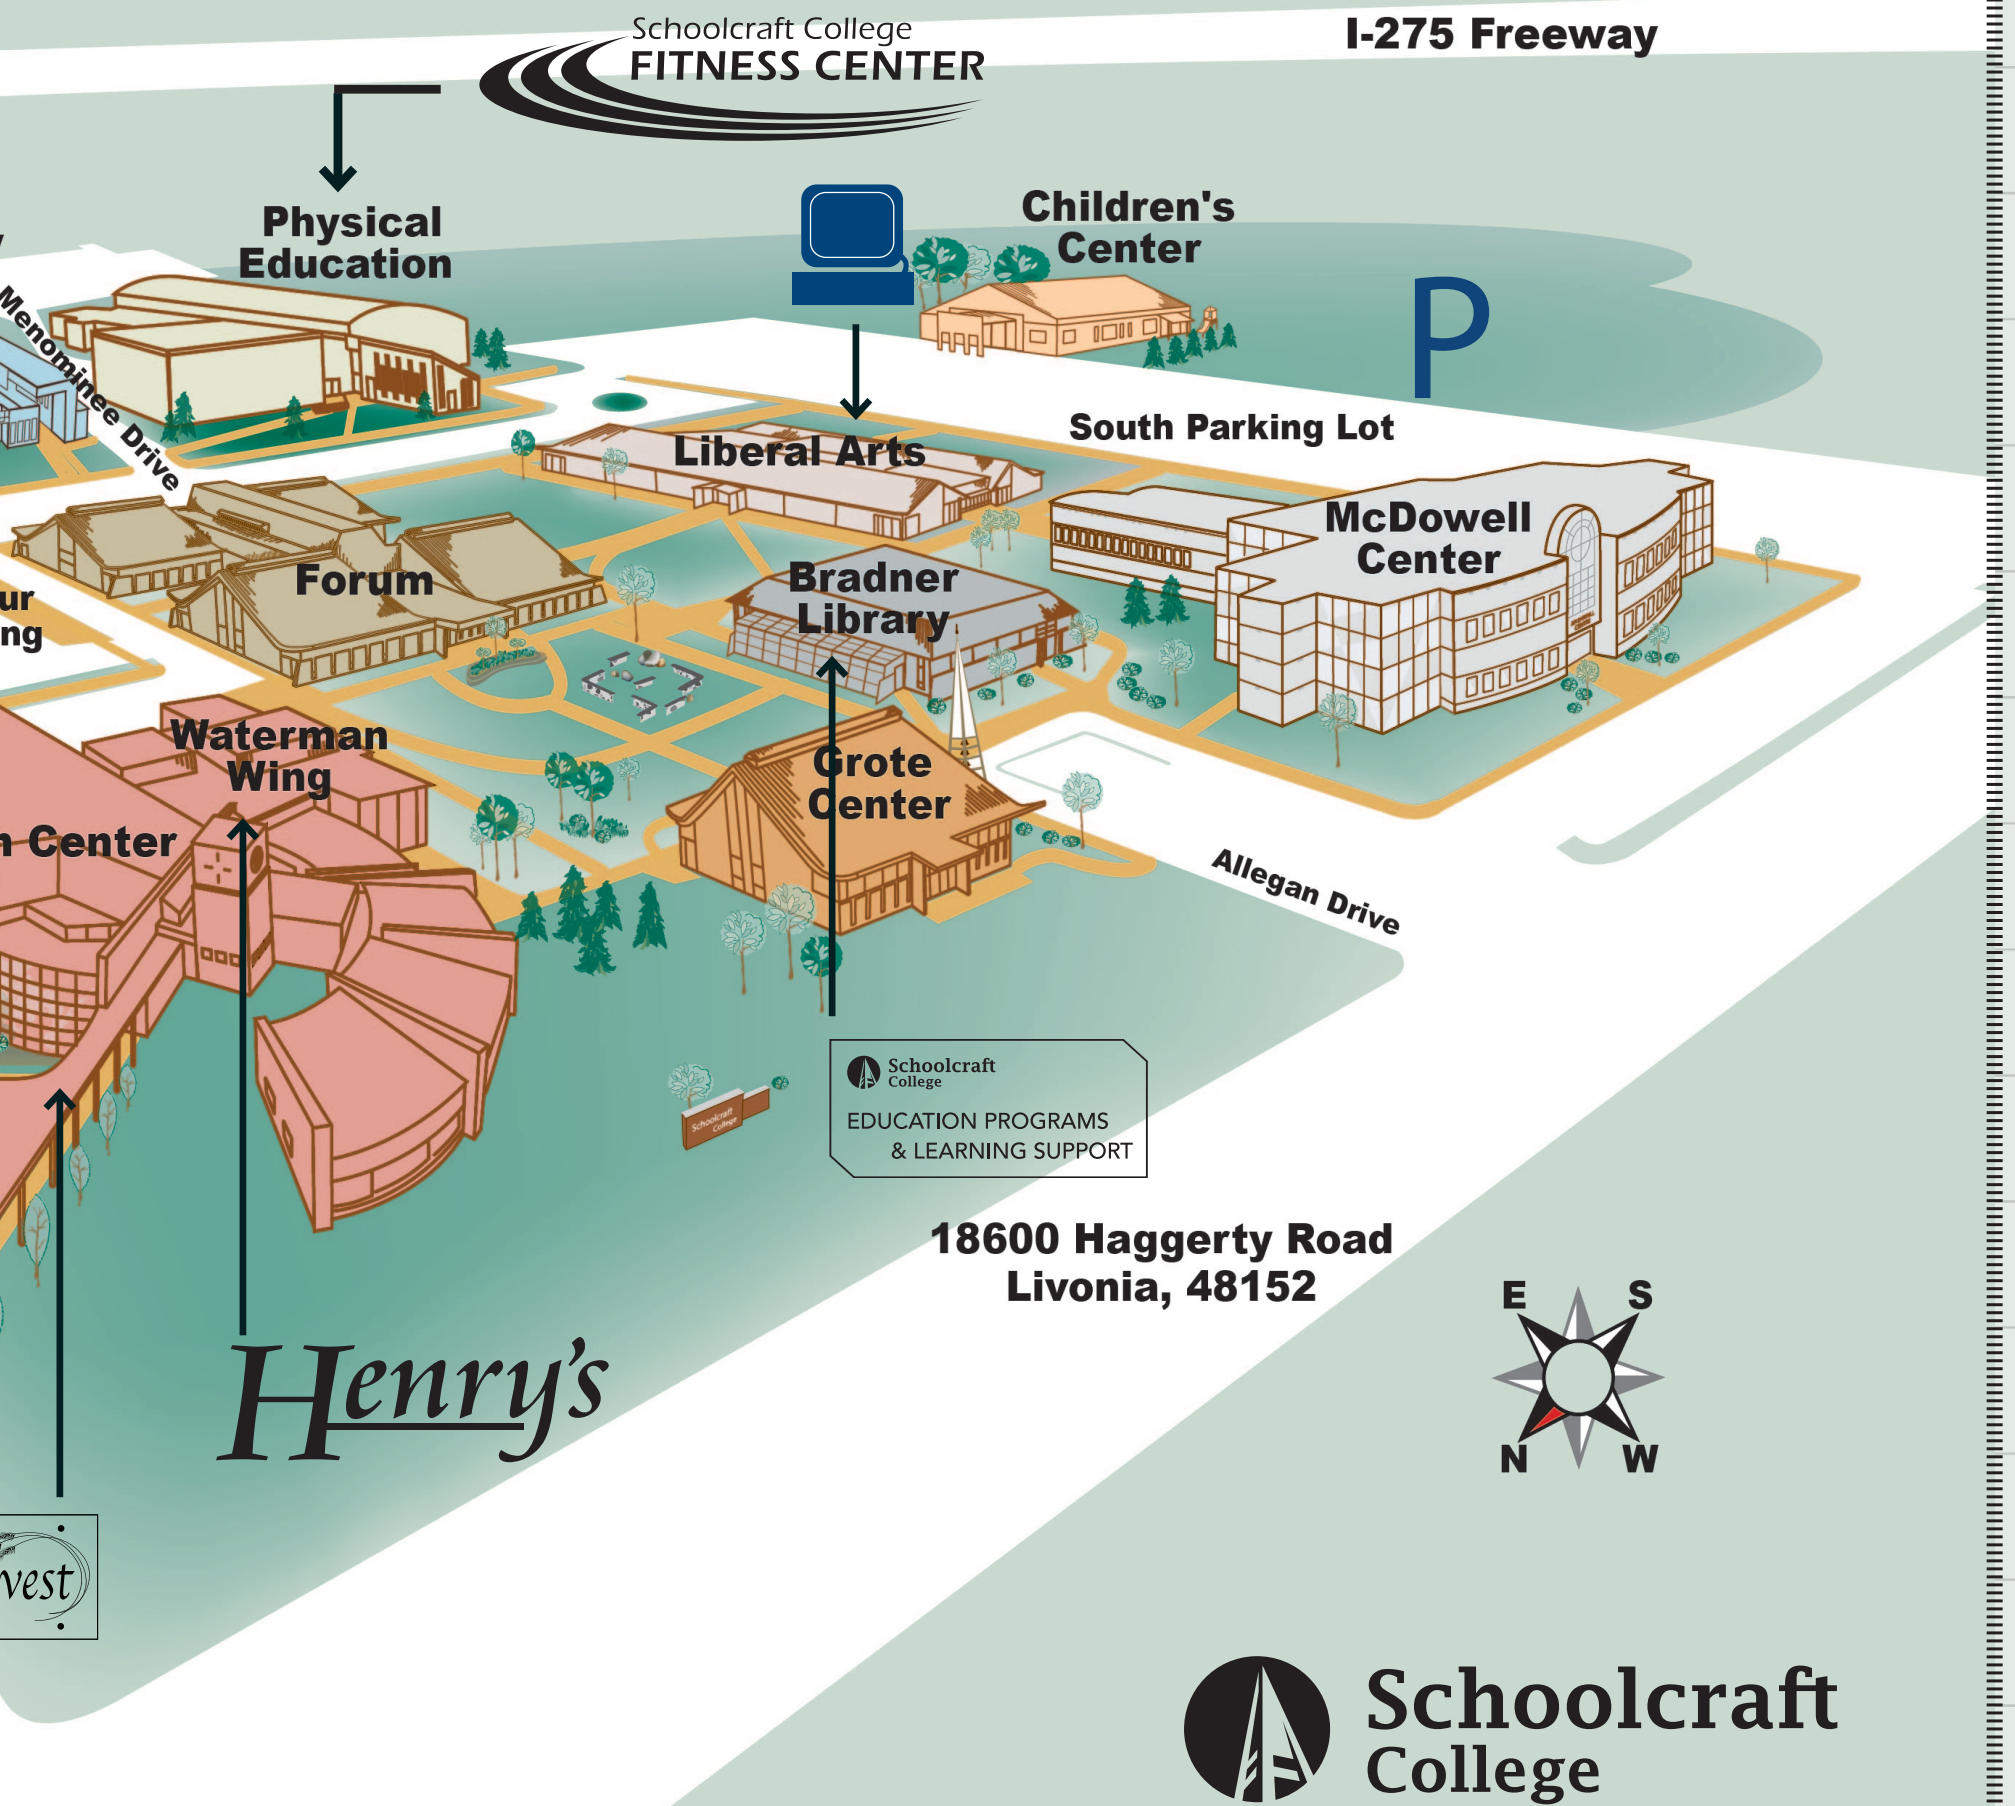 Schoolcraft College
FITNESS CENTER
I-275 Freeway
Physical
Education
Children's
Center
P
Menominee Drive
South Parking Lot
Liberal Arts
McDowell
Center
Forum
Bradner
Library
ur
ng
Waterman
Wing
Grote
Center
Center
Allegan Drive
Schoolcraft
College
Schoolcraft
College
EDUCATION PROGRAMS
& LEARNING SUPPORT
18600 Haggerty Road
Livonia, 48152
E S
N W
Henry's
vest
Schoolcraft
College